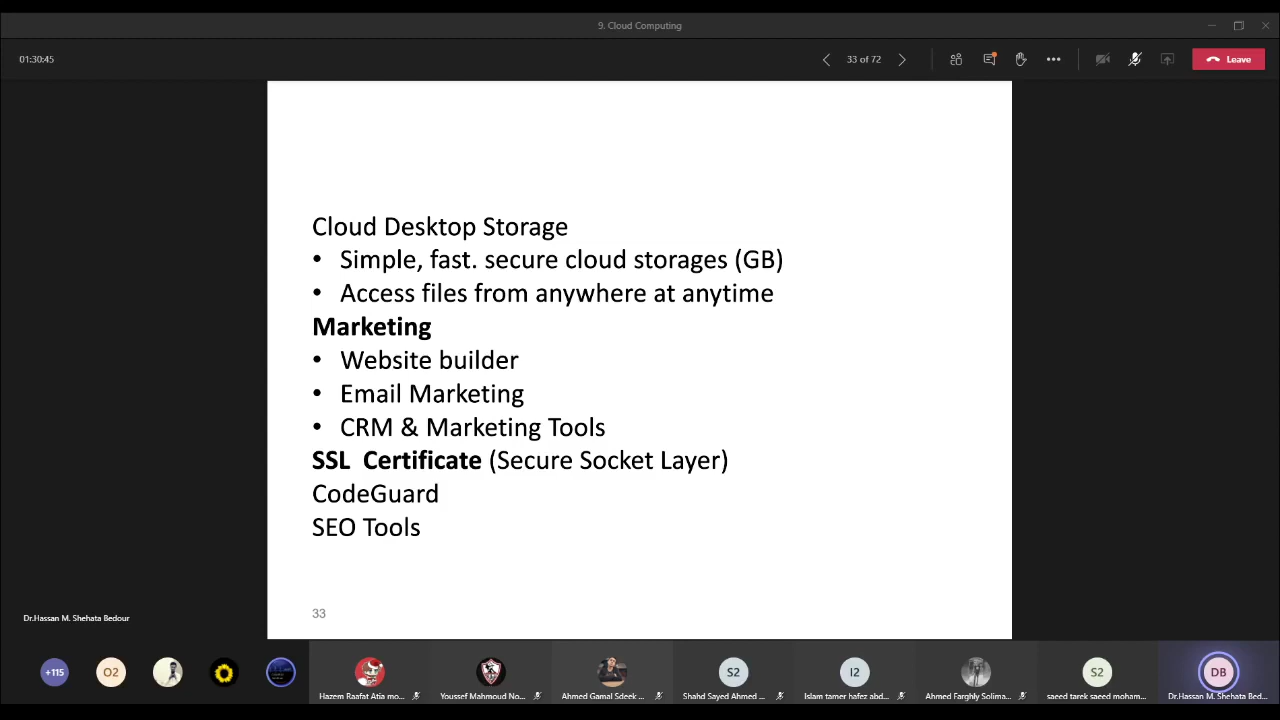 9. Cloud Computing
01:30:45
33 of 72
Leave
Cloud Desktop Storage
• Simple, fast. secure cloud storages (GB)
• Access files from anywhere at anytime
Marketing
• Website builder
• Email Marketing
• CRM & Marketing Tools
SSL Certificate (Secure Socket Layer)
CodeGuard
SEO Tools
33
Dr.Hassan M. Shehata Bedour
+115
O2
S2
I2
S2
DB
Hazem Raafat Atia mo...
Youssef Mahmoud No...
Ahmed Gamal Sdeek ...
Shahd Sayed Ahmed ...
Islam tamer hafez abd...
Ahmed Farghly Solima...
saeed tarek saeed moham...
Dr.Hassan M. Shehata Bed...